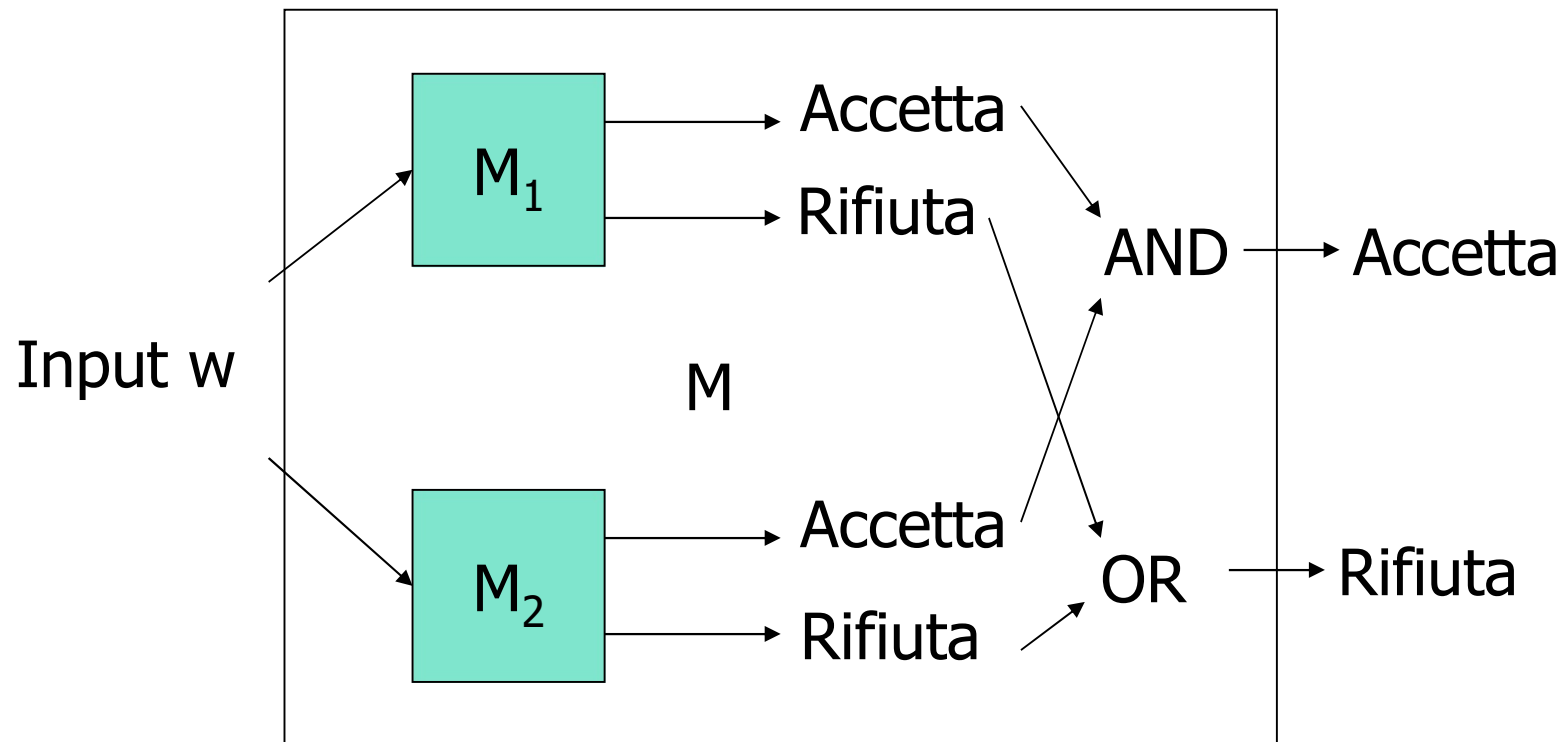 Accetta
M1
Rifiuta
AND
Accetta
Input w
M
Accetta
M2
OR
Rifiuta
Rifiuta